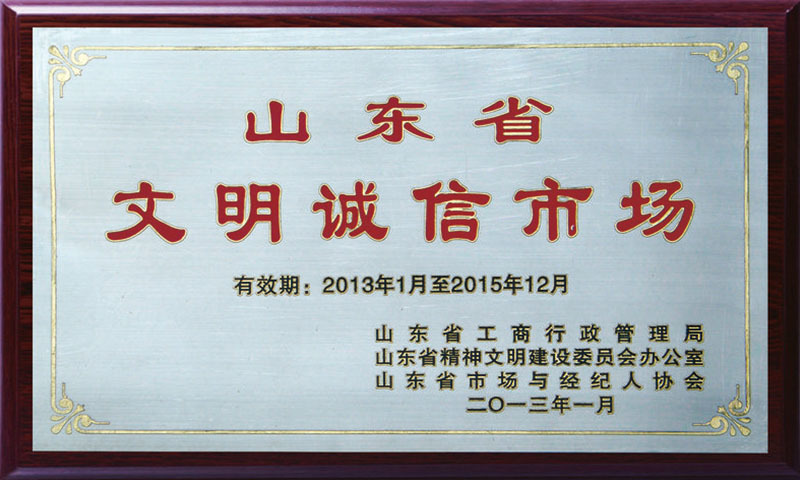 山东省
文明诚信市场
有效期：2013年1月至2015年12月
山东省工商行政管理局
山东省精神文明建设委员会办公室
山东省市场与经纪人协会
二〇一三年一月